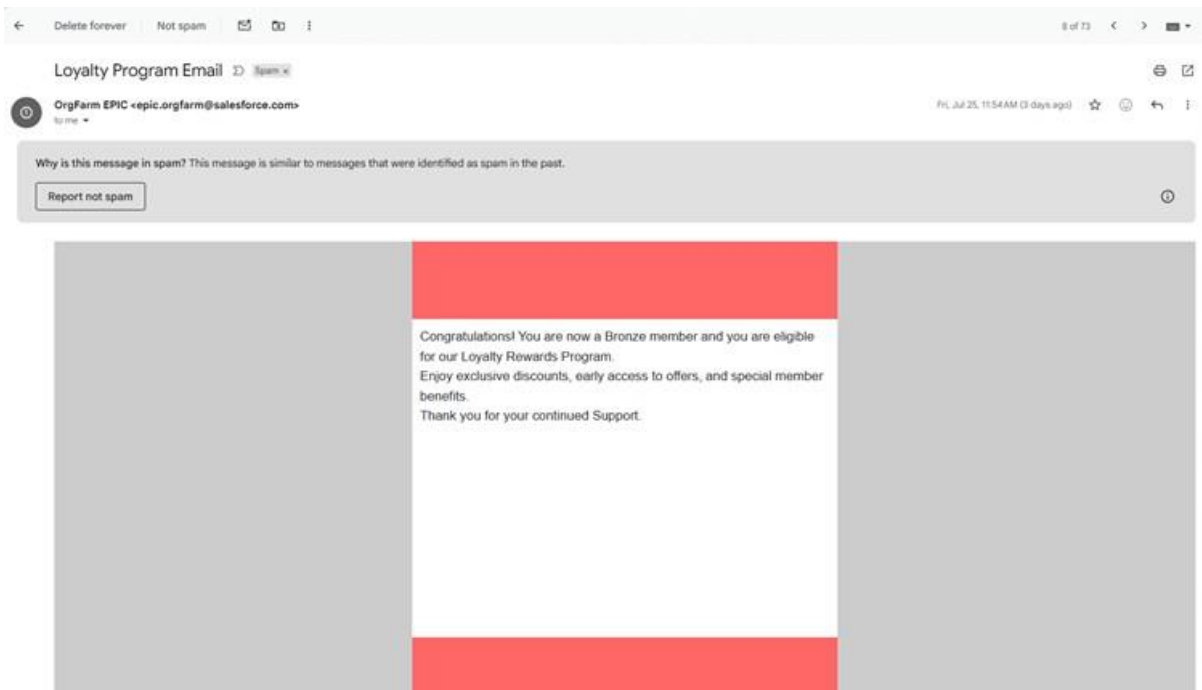 Delete forever Not spam 8 of 73
Loyalty Program Email Spam x
OrgFarm EPIC <epic.orgfarm@salesforce.com> Fri, Jul 25, 11:54 AM (3 days ago)
to me
Why is this message in spam? This message is similar to messages that were identified as spam in the past.
Report not spam
Congratulations! You are now a Bronze member and you are eligible
for our Loyalty Rewards Program.
Enjoy exclusive discounts, early access to offers, and special member
benefits.
Thank you for your continued Support.